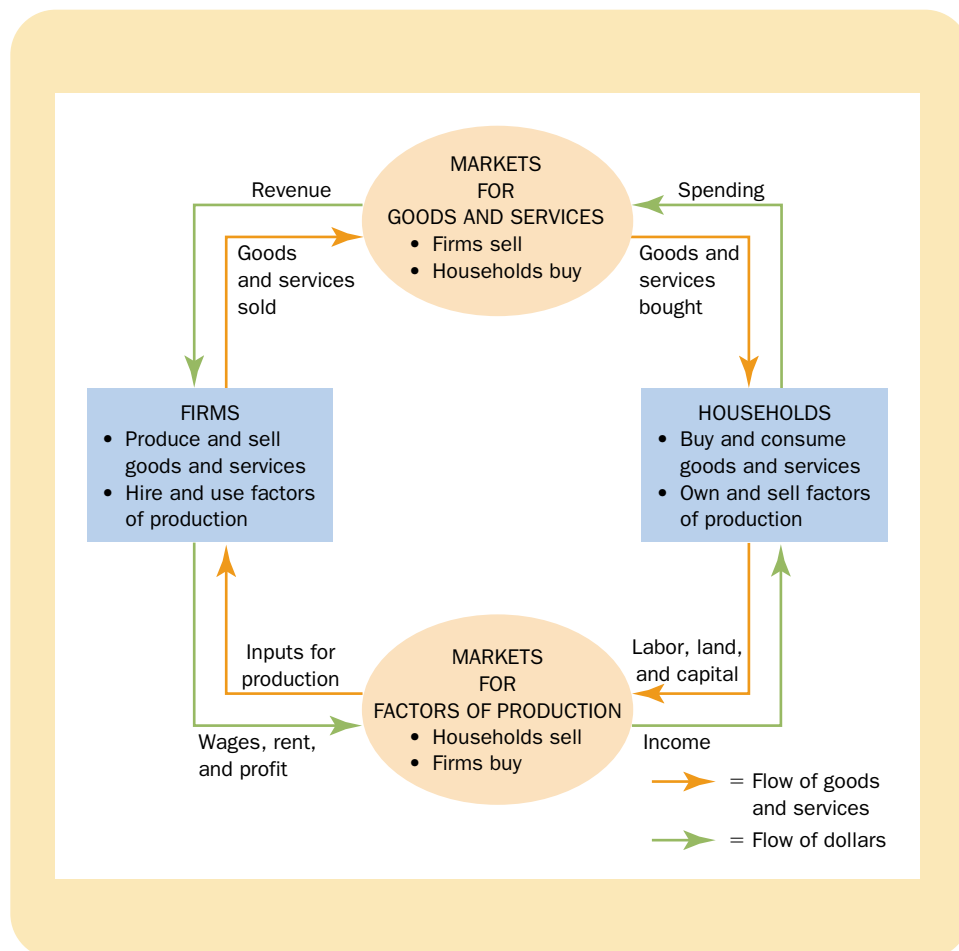 MARKETS
FOR
GOODS AND SERVICES
• Firms sell
• Households buy
Revenue
Spending
Goods
and services
sold
Goods and
services
bought
FIRMS
• Produce and sell
goods and services
• Hire and use factors
of production
HOUSEHOLDS
• Buy and consume
goods and services
• Own and sell factors
of production
Inputs for
production
Labor, land,
and capital
MARKETS
FOR
FACTORS OF PRODUCTION
• Households sell
• Firms buy
Wages, rent,
and profit
Income
= Flow of goods
and services
= Flow of dollars